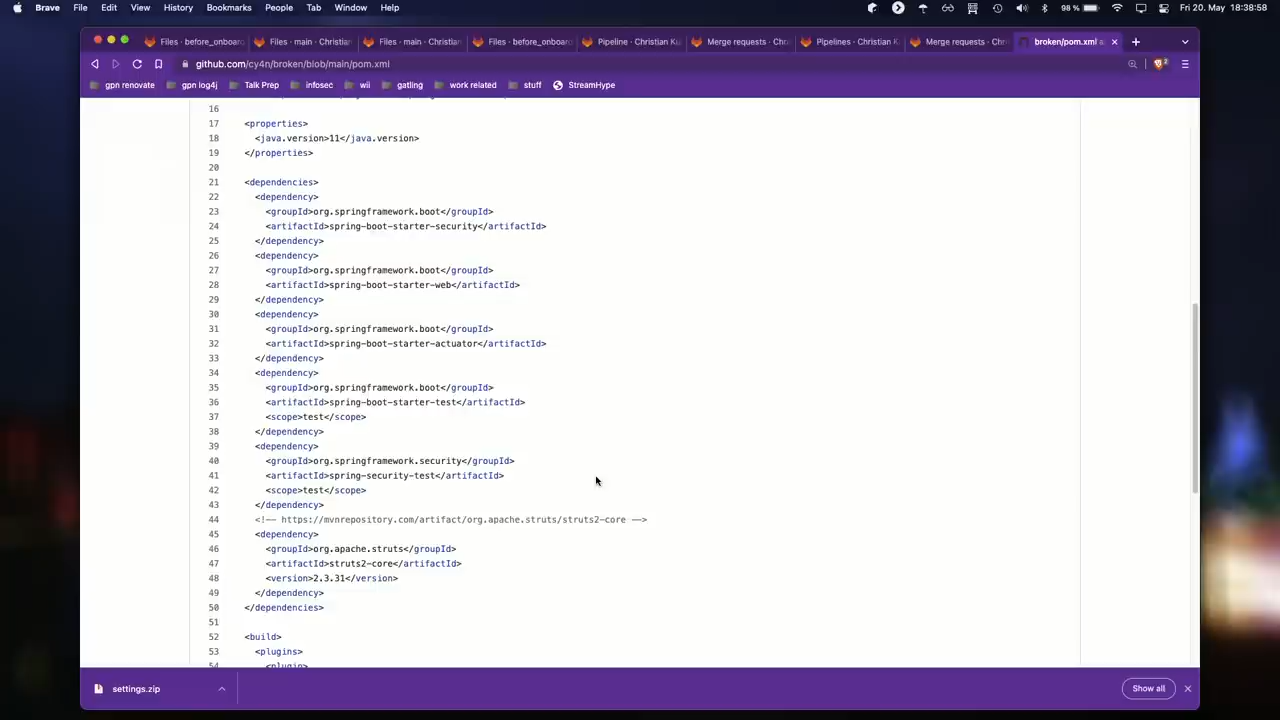 Brave File Edit View History Bookmarks People Tab Window Help 98 % Fri 20. May 18:38:58
Files · before_onboard Files · main · Christian Files · main · Christian Files · before_onboard Pipeline · Christian Kü Merge requests · Chris Pipelines · Christian K Merge requests · Chris broken/pom.xml a
github.com/cy4n/broken/blob/main/pom.xml 2
gpn renovate gpn log4j Talk Prep infosec wii gatling work related stuff StreamHype
16
17 <properties>
18 <java.version>11</java.version>
19 </properties>
20
21 <dependencies>
22 <dependency>
23 <groupId>org.springframework.boot</groupId>
24 <artifactId>spring-boot-starter-security</artifactId>
25 </dependency>
26 <dependency>
27 <groupId>org.springframework.boot</groupId>
28 <artifactId>spring-boot-starter-web</artifactId>
29 </dependency>
30 <dependency>
31 <groupId>org.springframework.boot</groupId>
32 <artifactId>spring-boot-starter-actuator</artifactId>
33 </dependency>
34 <dependency>
35 <groupId>org.springframework.boot</groupId>
36 <artifactId>spring-boot-starter-test</artifactId>
37 <scope>test</scope>
38 </dependency>
39 <dependency>
40 <groupId>org.springframework.security</groupId>
41 <artifactId>spring-security-test</artifactId>
42 <scope>test</scope>
43 </dependency>
44 <!-- https://mvnrepository.com/artifact/org.apache.struts/struts2-core -->
45 <dependency>
46 <groupId>org.apache.struts</groupId>
47 <artifactId>struts2-core</artifactId>
48 <version>2.3.31</version>
49 </dependency>
50 </dependencies>
51
52 <build>
53 <plugins>
54 <plugin>
settings.zip Show all